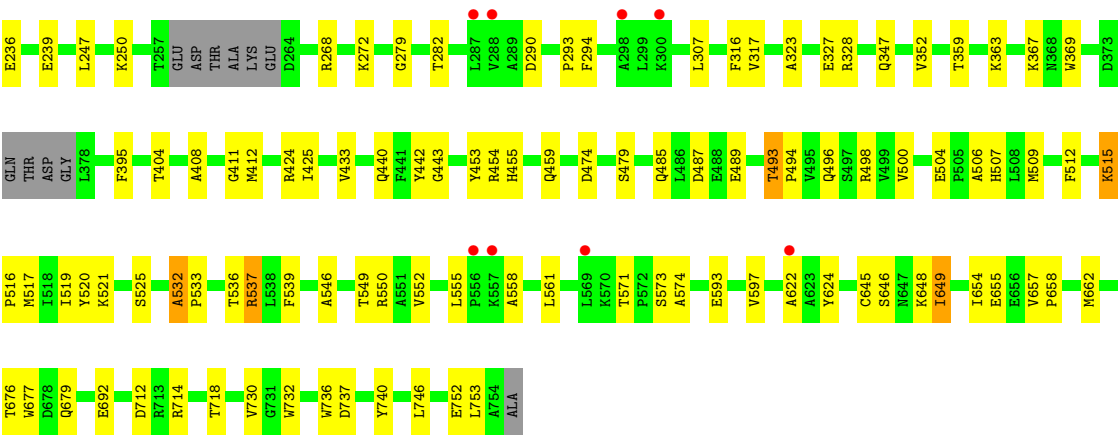 E236 E239 L247 K250 T257 GLU ASP THR ALA LYS GLU D264 R268 K272 G279 T282 L287 V288 A289 D290 P293 F294 A298 L299 K300 L307 F316 V317 A323 E327 R328 Q347 V352 T359 K363 K367 N368 W369 D373
GLN THR ASP GLY L378 F395 T404 A408 G411 M412 R424 I425 V433 Q440 F441 Y442 G443 Y453 R454 H455 Q459 D474 S479 Q485 L486 D487 E488 E489 T493 P494 V495 Q496 S497 R498 V499 V500 E504 P505 A506 H507 L508 M509 F512 K515
P516 M517 I518 I519 Y520 K521 S525 A532 P533 T536 R537 L538 F539 A546 T549 R550 A551 V552 L555 P556 K557 A558 L561 L569 K570 T571 P572 S573 A574 E593 V597 A622 A623 Y624 C645 S646 N647 K648 I649 I654 E655 E656 V657 P658 M662
T676 W677 D678 Q679 E692 D712 R713 R714 T718 V730 G731 W732 W736 D737 Y740 L746 E752 L753 A754 ALA